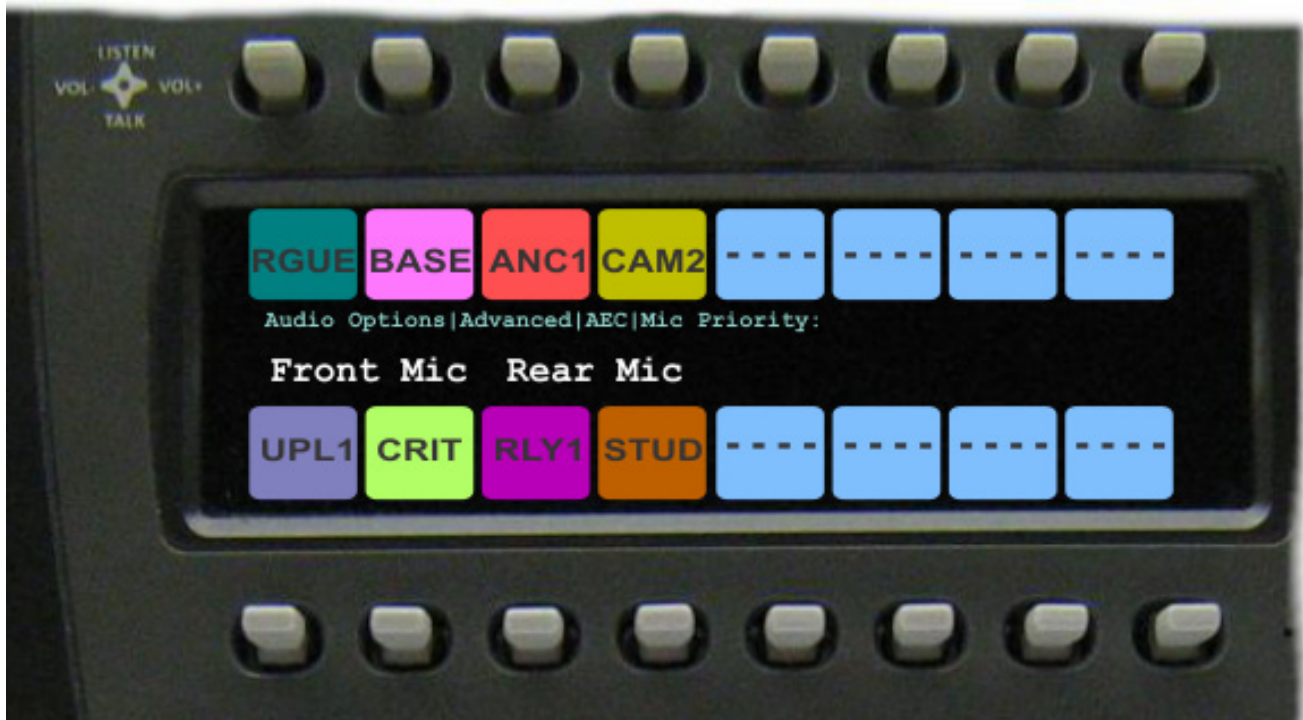 LISTEN
VOL- VOL+
TALK
RGUE BASE ANC1 CAM2 ---- ---- ---- ----
Audio Options|Advanced|AEC|Mic Priority:
Front Mic Rear Mic
UPL1 CRIT RLY1 STUD ---- ---- ---- ----